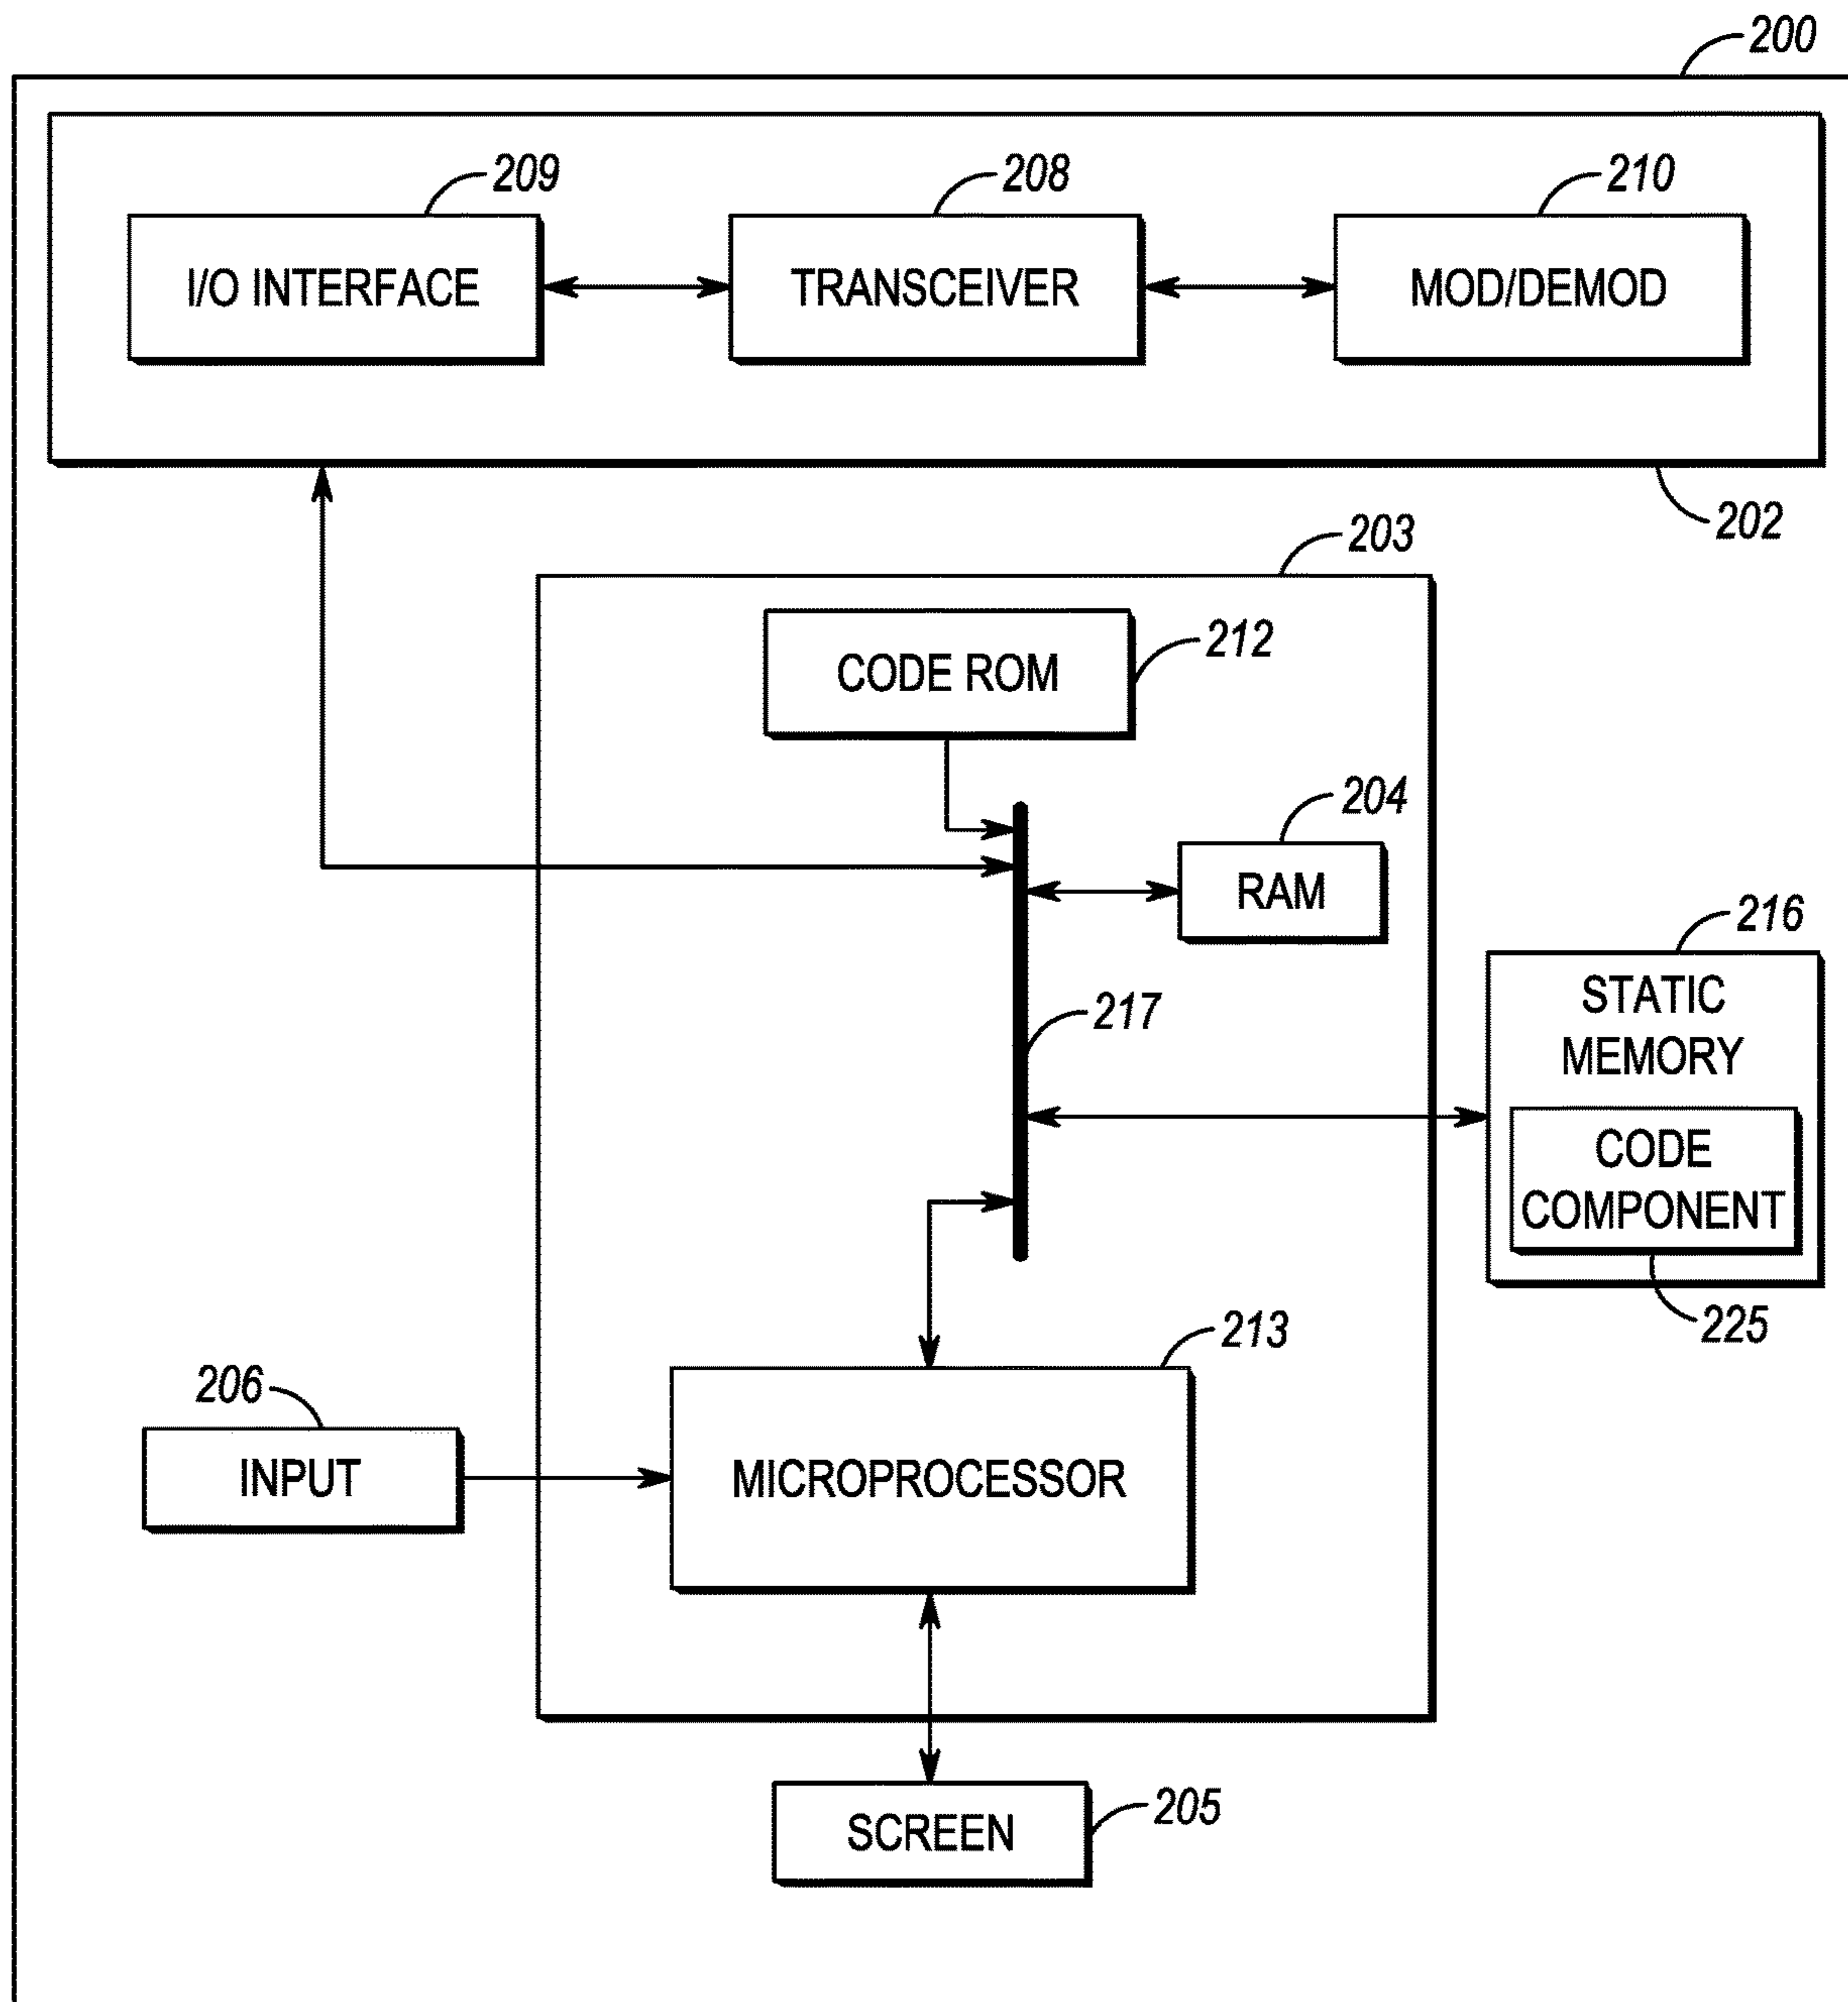 200
209
208
210
I/O INTERFACE
TRANSCEIVER
MOD/DEMOD
202
203
212
CODE ROM
204
RAM
216
STATIC
MEMORY
217
CODE
COMPONENT
225
213
206
INPUT
MICROPROCESSOR
205
SCREEN